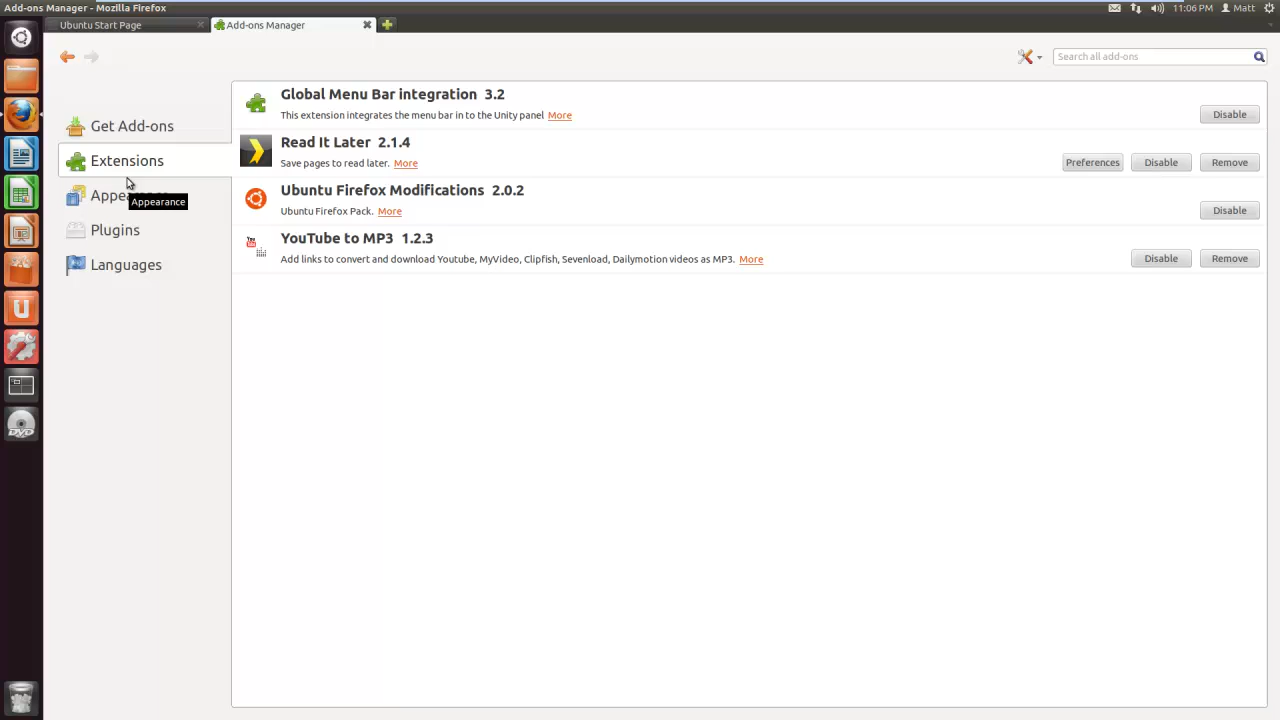 Add-ons Manager - Mozilla Firefox
11:06 PM
Matt
Ubuntu Start Page
Add-ons Manager
Search all add-ons
Get Add-ons
Extensions
Appearance
Plugins
Languages
Global Menu Bar integration 3.2
This extension integrates the menu bar in to the Unity panel More
Disable
Read It Later 2.1.4
Save pages to read later. More
Preferences
Disable
Remove
Ubuntu Firefox Modifications 2.0.2
Ubuntu Firefox Pack. More
Disable
YouTube to MP3 1.2.3
Add links to convert and download Youtube, MyVideo, Clipfish, Sevenload, Dailymotion videos as MP3. More
Disable
Remove
DVD